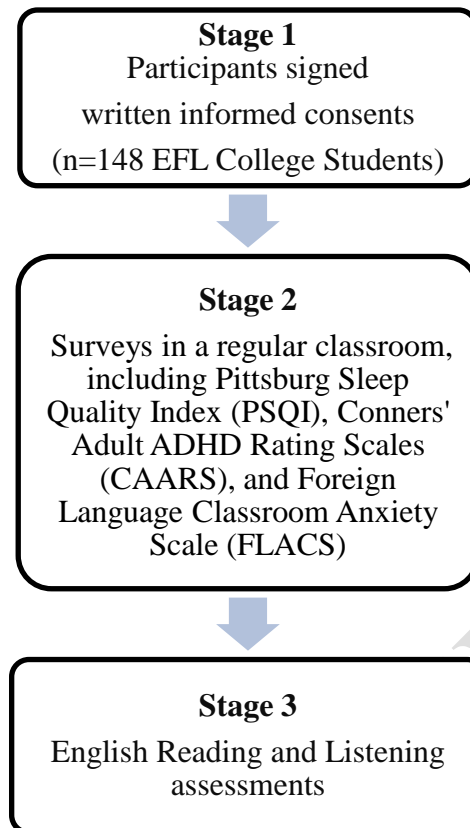 Stage 1
Participants signed
written informed consents
(n=148 EFL College Students)
Stage 2
Surveys in a regular classroom,
including Pittsburg Sleep
Quality Index (PSQI), Conners'
Adult ADHD Rating Scales
(CAARS), and Foreign
Language Classroom Anxiety
Scale (FLACS)
Stage 3
English Reading and Listening
assessments